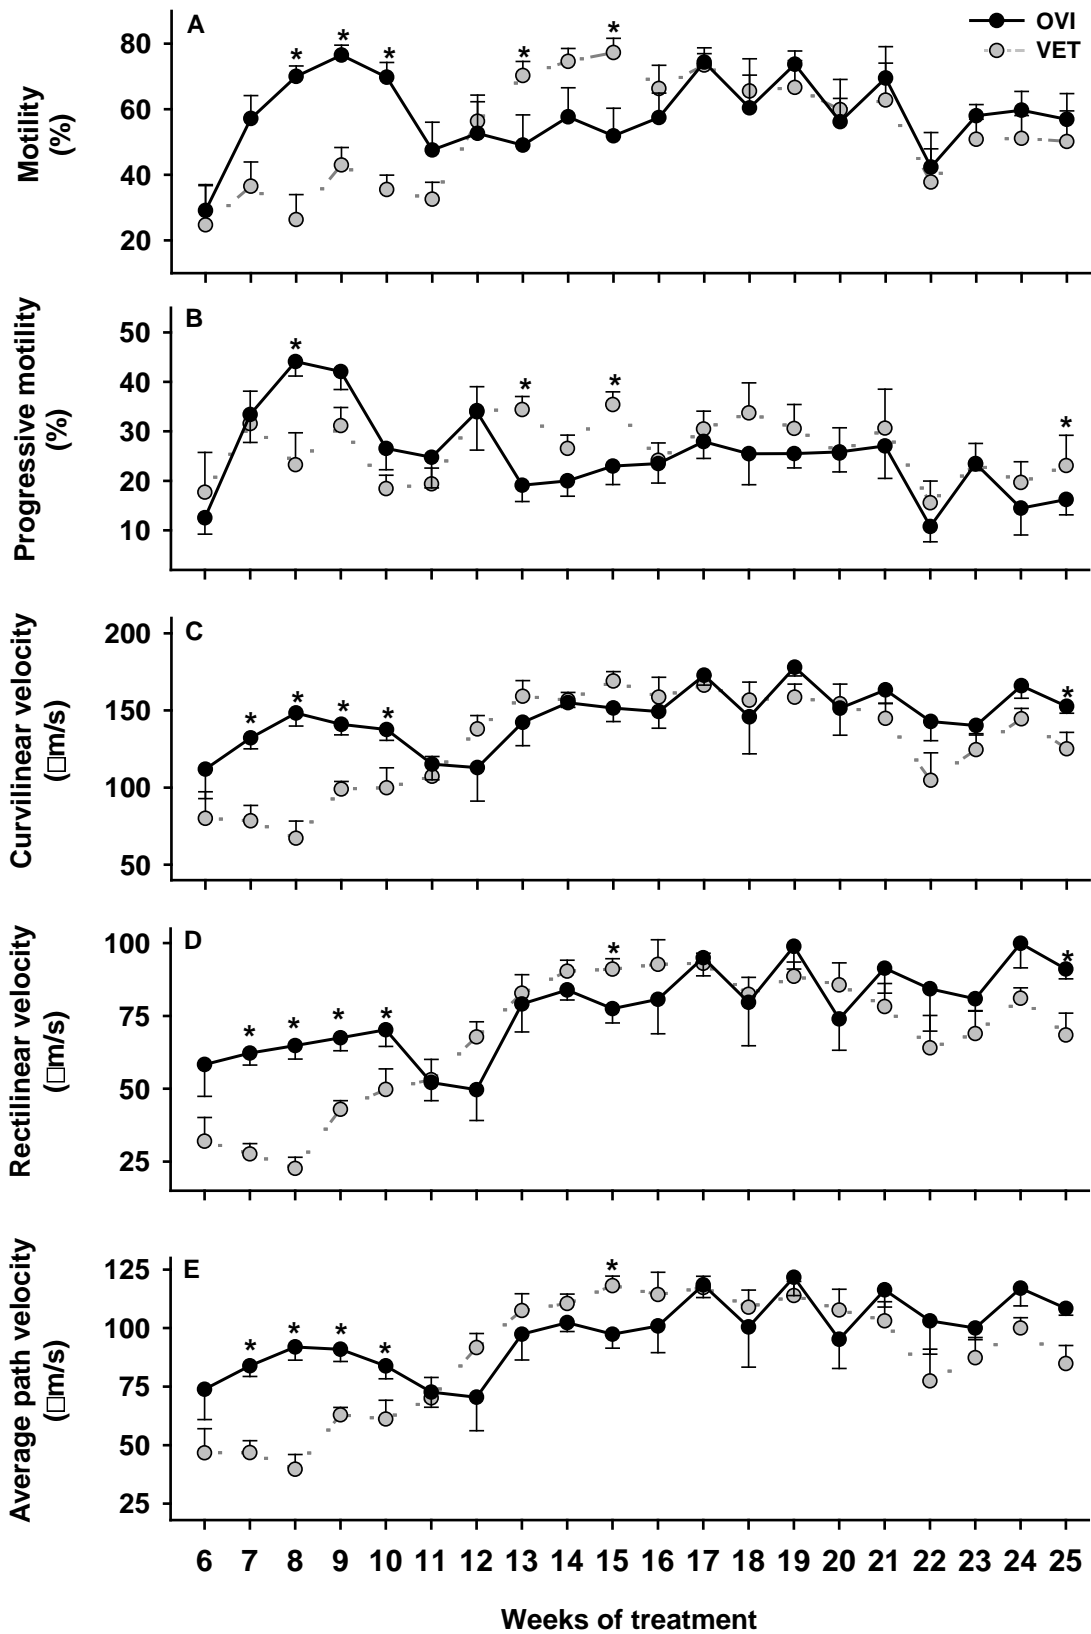 A
OVI
VET
Motility
(%)
80
60
40
20
* * * * *
B
Progressive motility
(%)
50
40
30
20
10
* * * *
C
Curvilinear velocity
(□m/s)
200
150
100
50
* * * * *
D
Rectilinear velocity
(□m/s)
100
75
50
25
* * * * * *
E
Average path velocity
(□m/s)
125
100
75
50
25
* * * * *
6 7 8 9 10 11 12 13 14 15 16 17 18 19 20 21 22 23 24 25
Weeks of treatment